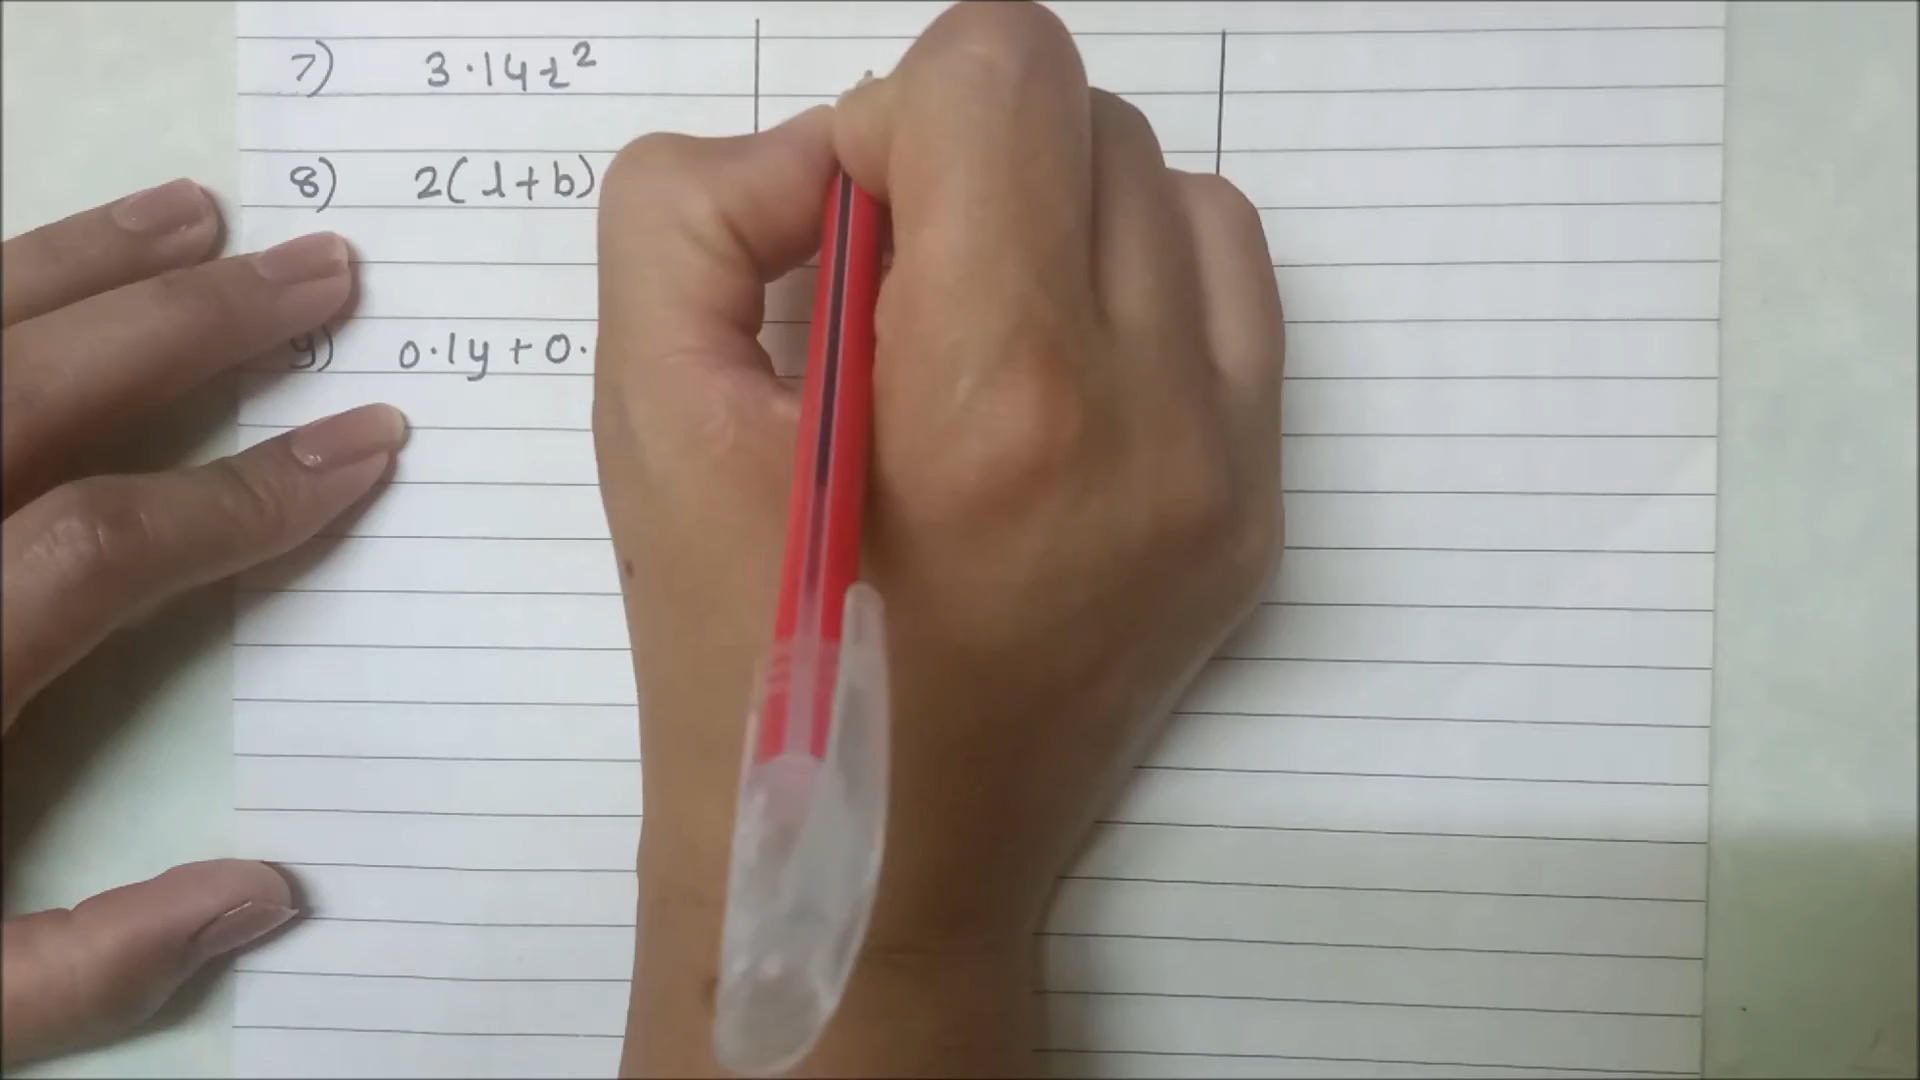 7) 3.14r²
8) 2(l+b)
9) 0.1y + 0.